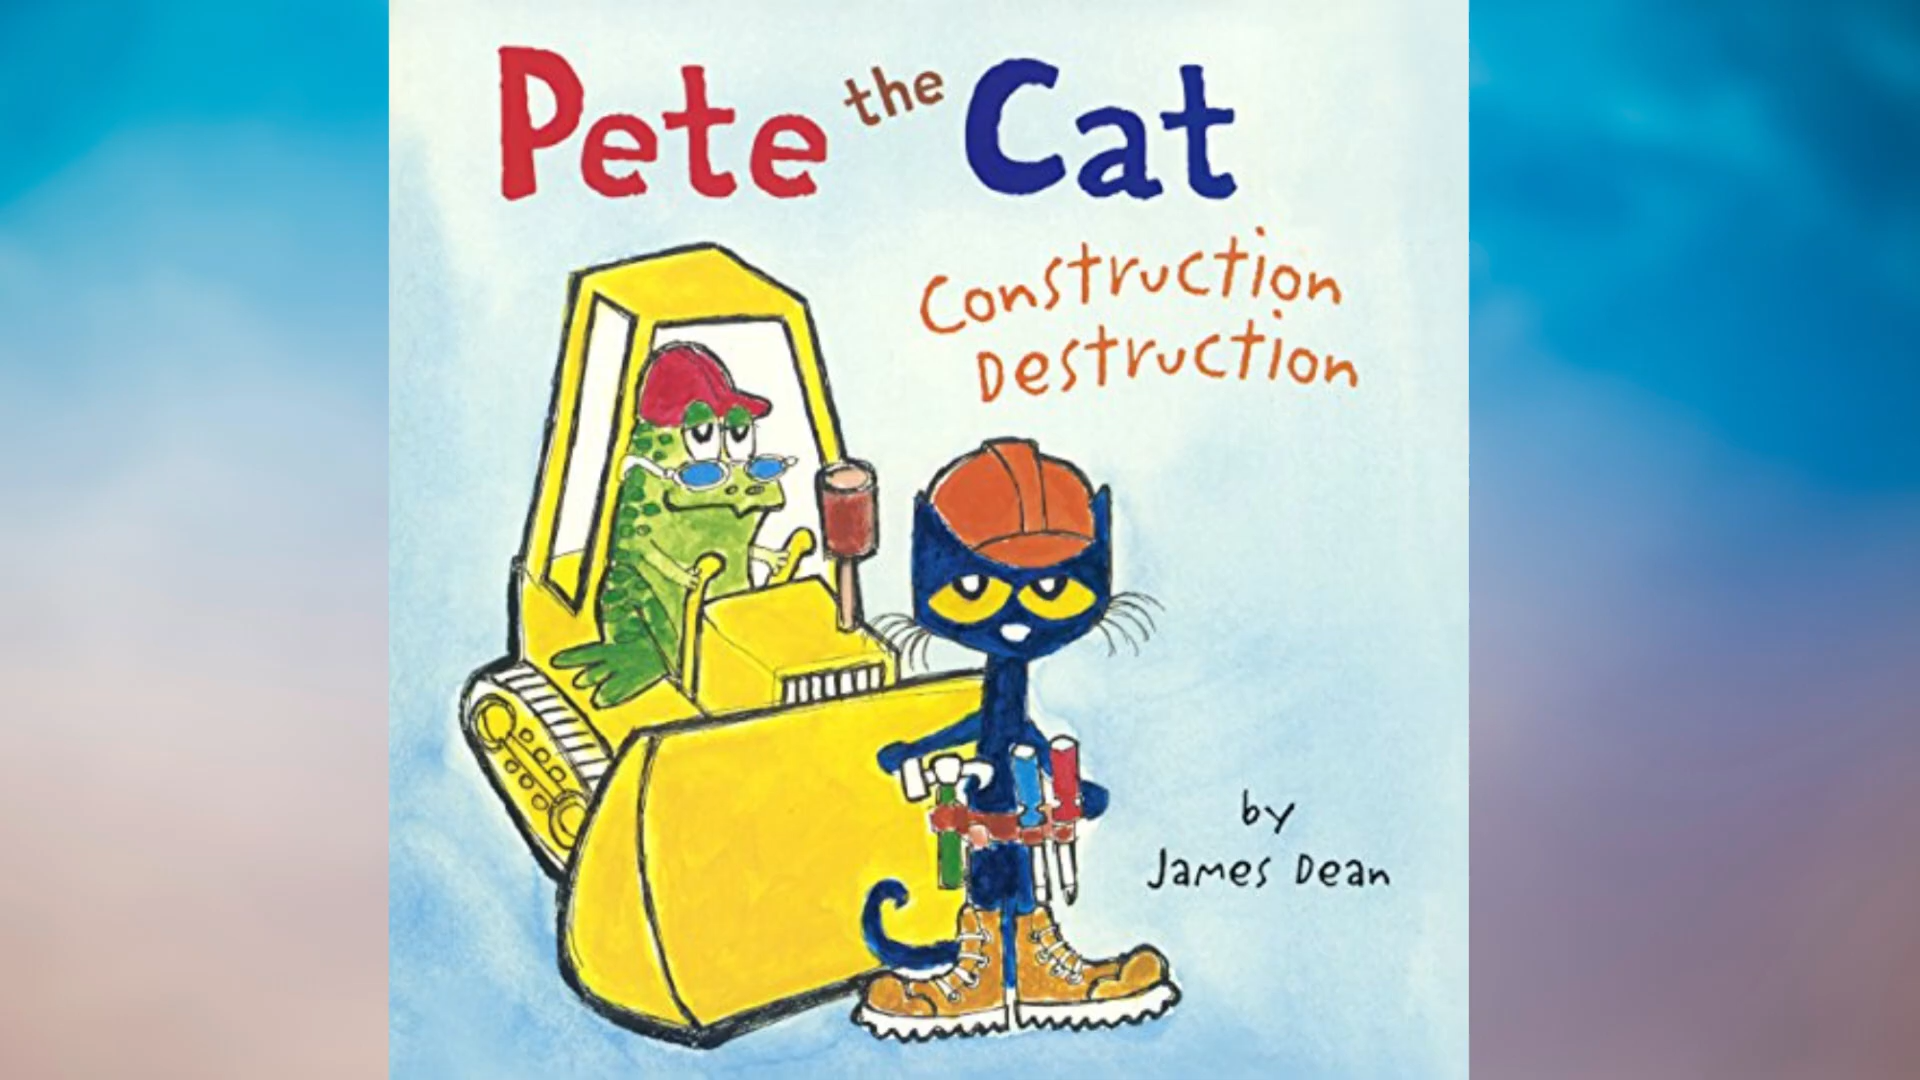 Pete the Cat
Construction
Destruction
by
James Dean